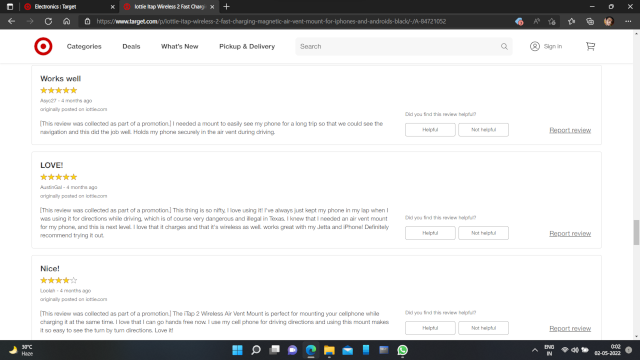 Electronics : Target
iottie Itap Wireless 2 Fast Charg
https://www.target.com/p/iottie-itap-wireless-2-fast-charging-magnetic-air-vent-mount-for-iphones-and-androids-black/-/A-84721052
Categories
Deals
What's New
Pickup & Delivery
Search
Sign in
Works well
4 months ago
originally posted on iottie.com
[This review was collected as part of a promotion.] I needed a mount to easily see my phone for a long trip so that we could see the
navigation and this did the job well. Holds my phone securely in the air vent during driving.
Did you find this review helpful?
Helpful
Not helpful
Report review
LOVE!
AustinGal - 4 months ago
originally posted on iottie.com
[This review was collected as part of a promotion.] This thing is so nifty, I love using it! I've always just kept my phone in my lap when I
was using it for directions while driving, which is of course very dangerous and illegal in Texas. I knew that I needed an air vent mount
for my phone, and this is next level. I love that it charges and that it's wireless as well. works great with my Jetta and iPhone! Definitely
recommend trying it out.
Did you find this review helpful?
Helpful
Not helpful
Report review
Nice!
4 months ago
originally posted on iottie.com
[This review was collected as part of a promotion.] The iTap 2 Wireless Air Vent Mount is perfect for mounting your cellphone while
charging it at the same time. I love that I can go hands free now. I use my cell phone for driving directions and using this mount makes
it so easy to see the turn by turn directions. Love it!
Did you find this review helpful?
Helpful
Not helpful
Report review
30°C
Haze
ENG
IN
0:02
02-05-2022